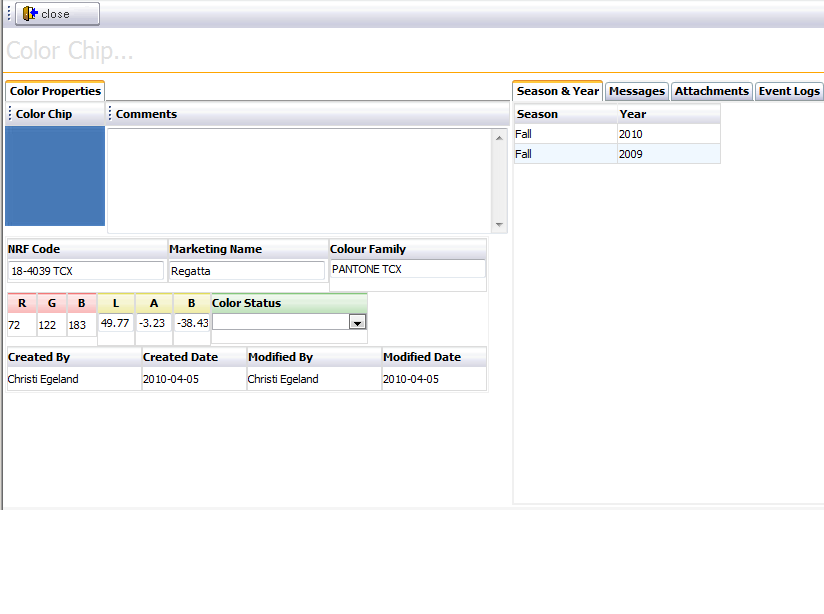 close
Color Chip...
Color Properties
Color Chip Comments
NRF Code Marketing Name Colour Family
18-4039 TCX Regatta PANTONE TCX
R G B L A B Color Status
72 122 183 49.77 -3.23 -38.43
Created By Created Date Modified By Modified Date
Christi Egeland 2010-04-05 Christi Egeland 2010-04-05
Season & Year Messages Attachments Event Logs
Season Year
Fall 2010
Fall 2009